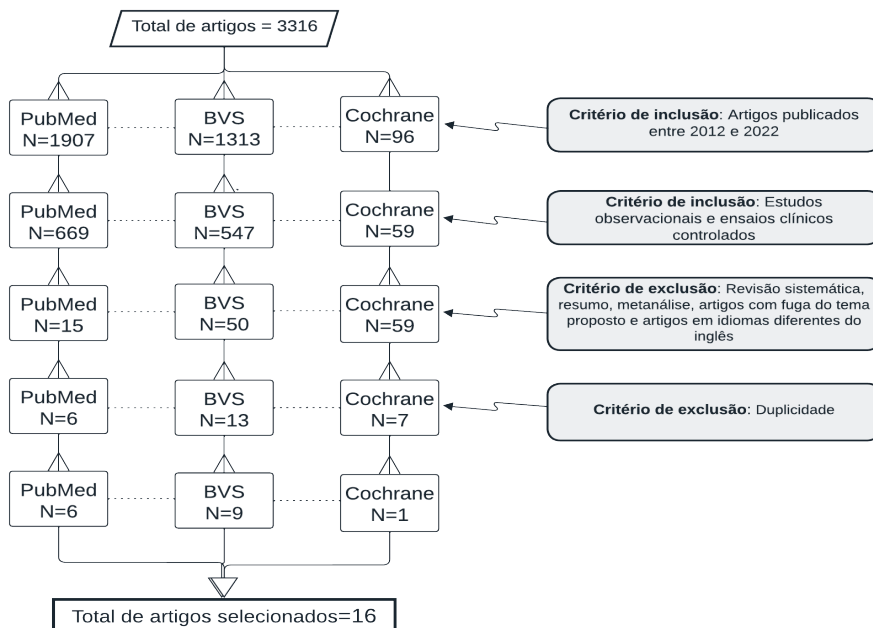 Total de artigos = 3316
PubMed
N=1907
BVS
N=1313
Cochrane
N=96
Critério de inclusão: Artigos publicados
entre 2012 e 2022
PubMed
N=669
BVS
N=547
Cochrane
N=59
Critério de inclusão: Estudos
observacionais e ensaios clínicos
controlados
PubMed
N=15
BVS
N=50
Cochrane
N=59
Critério de exclusão: Revisão sistemática,
resumo, metanálise, artigos com fuga do tema
proposto e artigos em idiomas diferentes do
inglês
PubMed
N=6
BVS
N=13
Cochrane
N=7
Critério de exclusão: Duplicidade
PubMed
N=6
BVS
N=9
Cochrane
N=1
Total de artigos selecionados=16